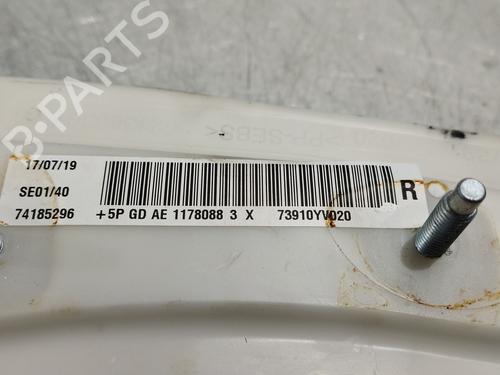 B-PARTS
17/07/19
SE01/40
74185296
+5P GD AE 1178088 3 X 73910YV020
R